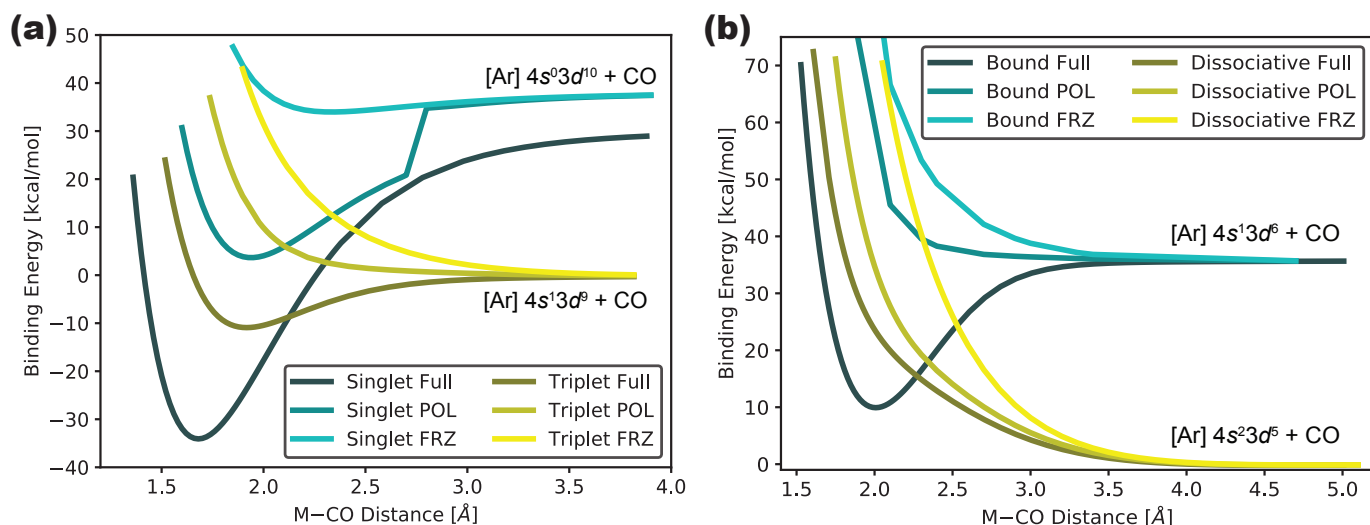 (a)
50
40
30
20
10
0
−10
−20
−30
−40
Binding Energy [kcal/mol]
[Ar] 4s⁰3d¹⁰ + CO
[Ar] 4s¹3d⁹ + CO
Singlet Full
Singlet POL
Singlet FRZ
Triplet Full
Triplet POL
Triplet FRZ
1.5 2.0 2.5 3.0 3.5 4.0
M−CO Distance [Å]
(b)
70
60
50
40
30
20
10
0
Binding Energy [kcal/mol]
Bound Full
Bound POL
Bound FRZ
Dissociative Full
Dissociative POL
Dissociative FRZ
[Ar] 4s¹3d⁶ + CO
[Ar] 4s²3d⁵ + CO
1.5 2.0 2.5 3.0 3.5 4.0 4.5 5.0
M−CO Distance [Å]